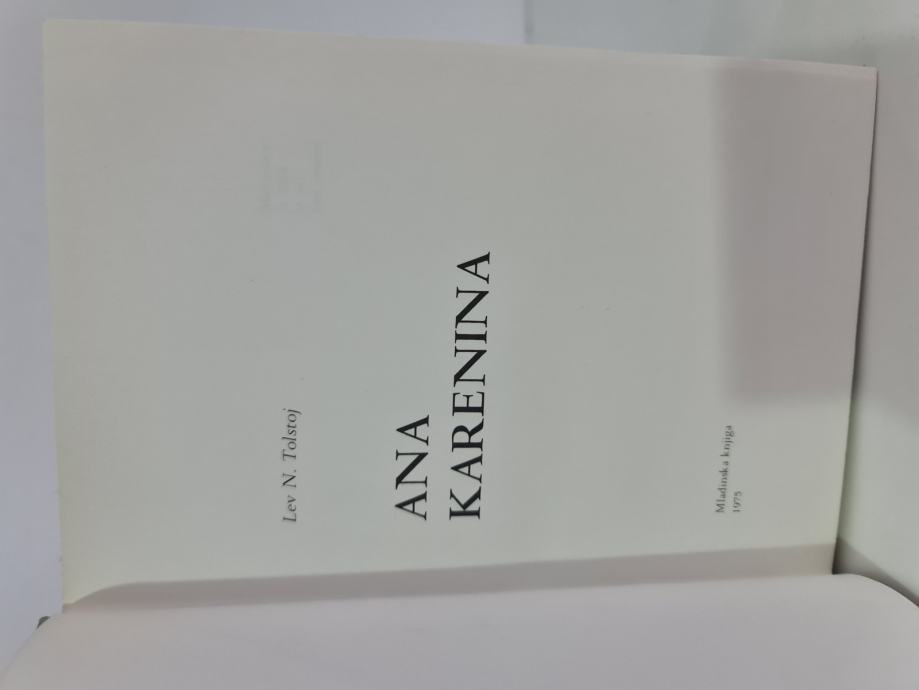 Lev N. Tolstoj
ANA
KARENINA
Mladinska knjiga
1975